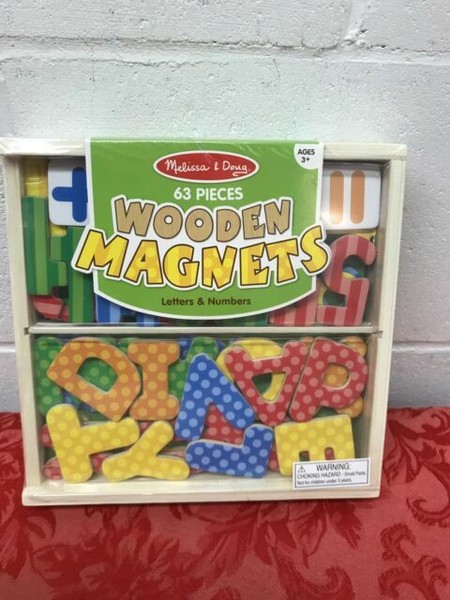 Melissa & Doug
AGES
3+
63 PIECES
WOODEN
MAGNETS
Letters & Numbers
S
D I A P
T Y Z E
WARNING:
CHOKING HAZARD - Small Parts
Not for children under 3 years.